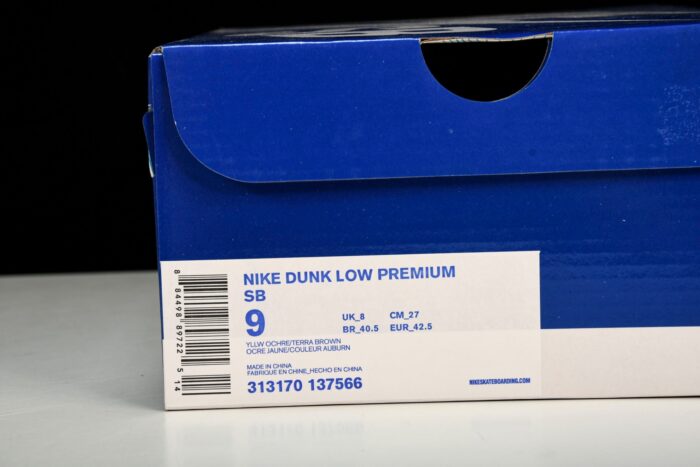 NIKE DUNK LOW PREMIUM
SB
9
UK_8 CM_27
BR_40.5 EUR_42.5
YLLW OCHRE/TERRA BROWN
OCRE JAUNE/COULEUR AUBURN
MADE IN CHINA
FABRIQUE EN CHINE_HECHO EN CHINA
313170 137566
NIKESKATEBOARDING.COM
8 84498 89722 5 14